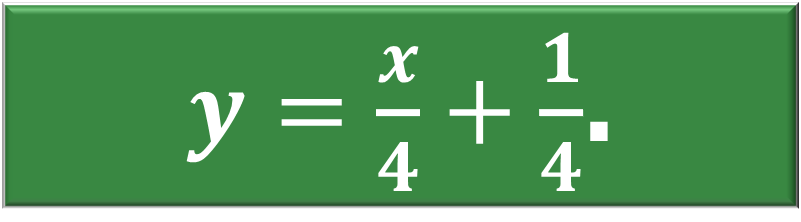 y = x/4 + 1/4.